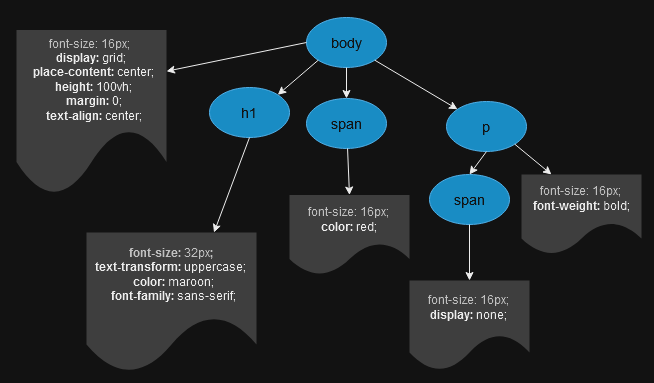 body
font-size: 16px;
display: grid;
place-content: center;
height: 100vh;
margin: 0;
text-align: center;
h1
span
p
font-size: 16px;
color: red;
span
font-size: 16px;
font-weight: bold;
font-size: 32px;
text-transform: uppercase;
color: maroon;
font-family: sans-serif;
font-size: 16px;
display: none;